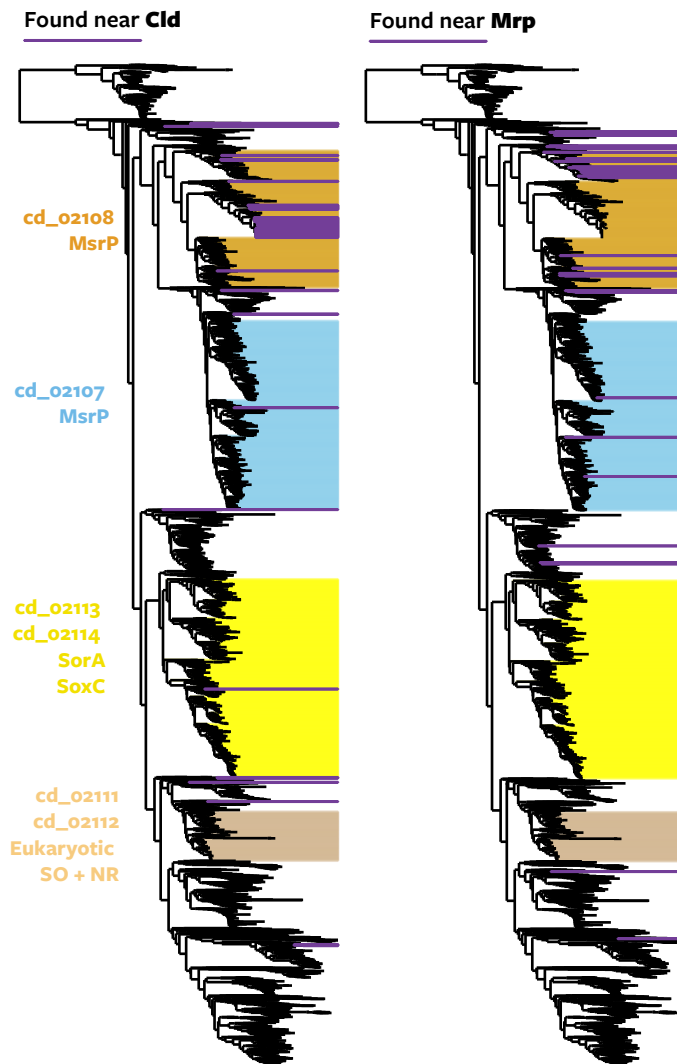 Found near Cld
Found near Mrp
cd_02108
MsrP
cd_02107
MsrP
cd_02113
cd_02114
SorA
SoxC
cd_02111
cd_02112
Eukaryotic
SO + NR